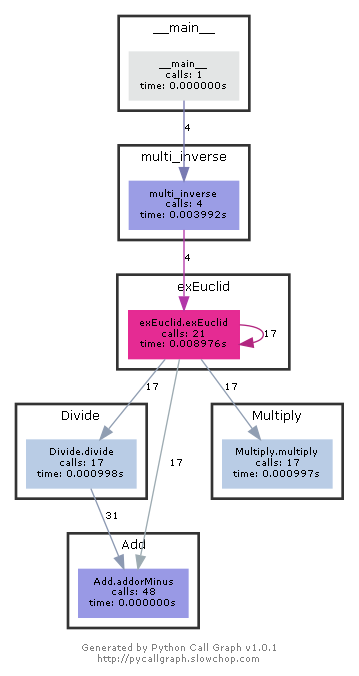 __main__
__main__
calls: 1
time: 0.000000s
4
multi_inverse
multi_inverse
calls: 4
time: 0.003992s
4
exEuclid
exEuclid.exEuclid
calls: 21
time: 0.008976s
17
17
17
17
Divide
Divide.divide
calls: 17
time: 0.000998s
Multiply
Multiply.multiply
calls: 17
time: 0.000997s
31
Add
Add.addorMinus
calls: 48
time: 0.000000s
Generated by Python Call Graph v1.0.1
http://pycallgraph.slowchop.com